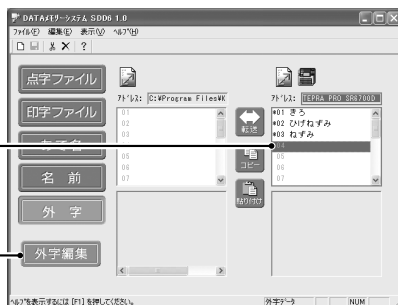 DATAメモリーシステム SDD6 1.0
ファイル(F) 編集(E) 表示(V) ヘルプ(H)
点字ファイル
印字ファイル
あて名
名 前
外 字
外字編集
アドレス: C:¥Program Files¥K
01
02
03
05
06
07
転送
コピー
貼り付け
アドレス: TEPRA PRO SR6700D
*01 きろ
*02 ひげねずみ
*03 ねずみ
04
05
06
07
ヘルプを表示するには [F1] を押してください。
外字データ
NUM